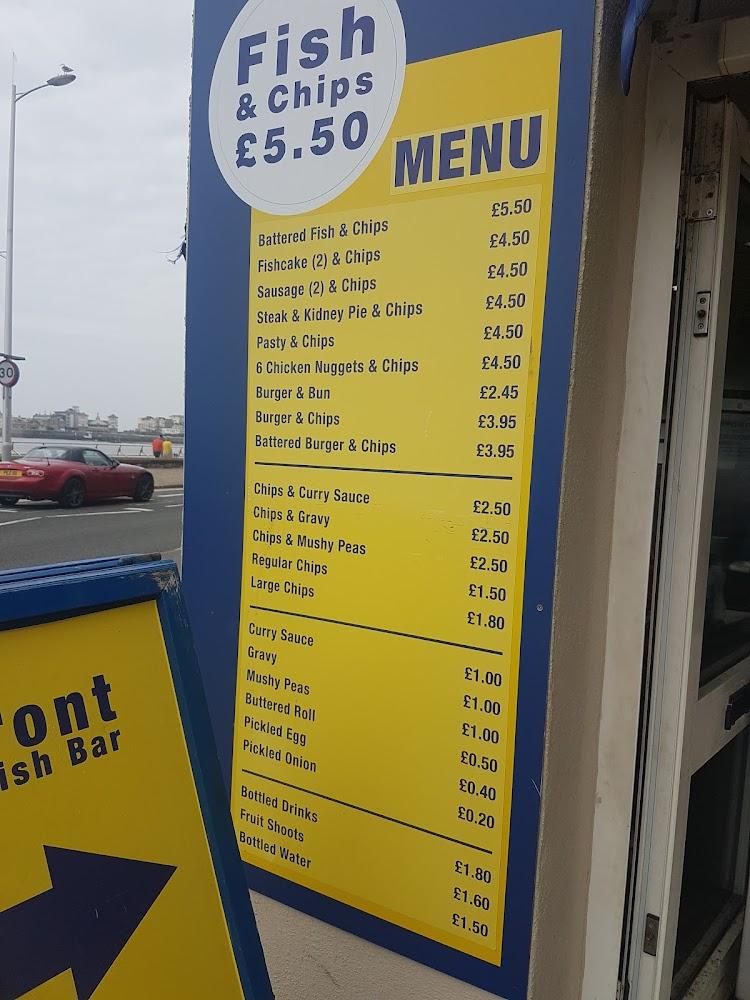 Fish
& Chips
£5.50
MENU
Battered Fish & Chips £5.50
Fishcake (2) & Chips £4.50
Sausage (2) & Chips £4.50
Steak & Kidney Pie & Chips £4.50
Pasty & Chips £4.50
6 Chicken Nuggets & Chips £4.50
Burger & Bun £2.45
Burger & Chips £3.95
Battered Burger & Chips £3.95
Chips & Curry Sauce £2.50
Chips & Gravy £2.50
Chips & Mushy Peas £2.50
Regular Chips £1.50
Large Chips £1.80
Curry Sauce £1.00
Gravy £1.00
Mushy Peas £1.00
Buttered Roll £0.50
Pickled Egg £0.40
Pickled Onion £0.20
Bottled Drinks £1.80
Fruit Shoots £1.60
Bottled Water £1.50
30
ront
ish Bar